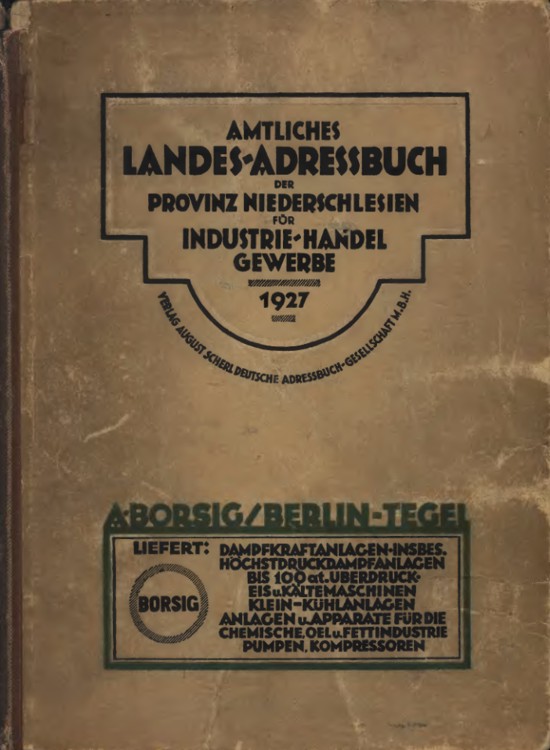 AMTLICHES
LANDES-ADRESSBUCH
DER
PROVINZ NIEDERSCHLESIEN
FÜR
INDUSTRIE-HANDEL
GEWERBE
1927
VERLAG AUGUST SCHERL DEUTSCHE ADRESSBUCH-GESELLSCHAFT M.B.H.
A-BORSIG/BERLIN-TEGEL
LIEFERT:
BORSIG
DAMPFKRAFTANLAGEN-INSBES.
HÖCHSTDRUCKDAMPFANLAGEN
BIS 100 at. UBERDRUCK-
EIS u. KÄLTEMASCHINEN
KLEIN-KÜHLANLAGEN
ANLAGEN u. APPARATE FÜR DIE
CHEMISCHE, OEL u. FETTINDUSTRIE
PUMPEN, KOMPRESSOREN